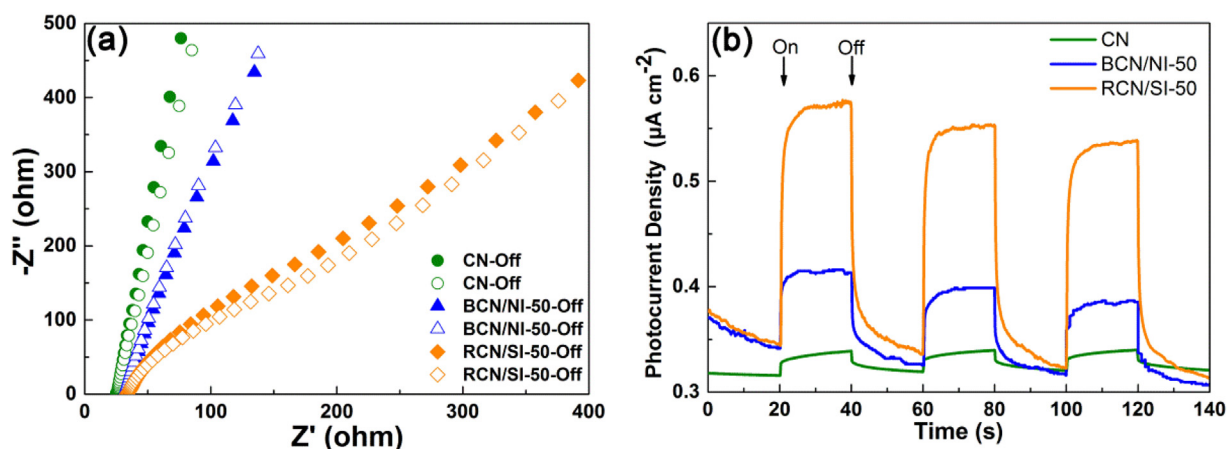 (a)
500
400
300
200
100
0
-Z'' (ohm)
0 100 200 300 400
Z' (ohm)
CN-Off
CN-Off
BCN/NI-50-Off
BCN/NI-50-Off
RCN/SI-50-Off
RCN/SI-50-Off
(b)
On Off
CN
BCN/NI-50
RCN/SI-50
0.6
0.5
0.4
0.3
Photocurrent Density (μA cm⁻²)
0 20 40 60 80 100 120 140
Time (s)